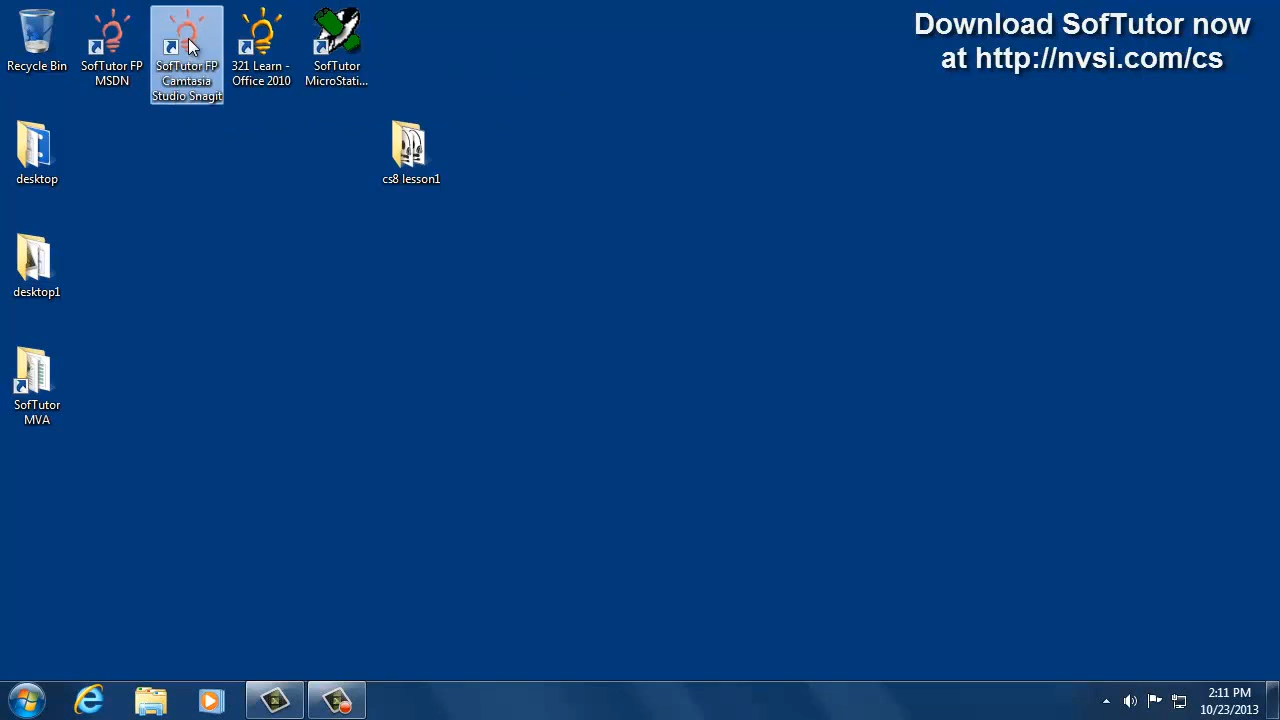 Download SofTutor now
at http://nvsi.com/cs
Recycle Bin
SofTutor FP
MSDN
SofTutor FP
Camtasia
Studio Snagit
321 Learn -
Office 2010
SofTutor
MicroStati...
desktop
cs8 lesson1
desktop1
SofTutor
MVA
2:11 PM
10/23/2013